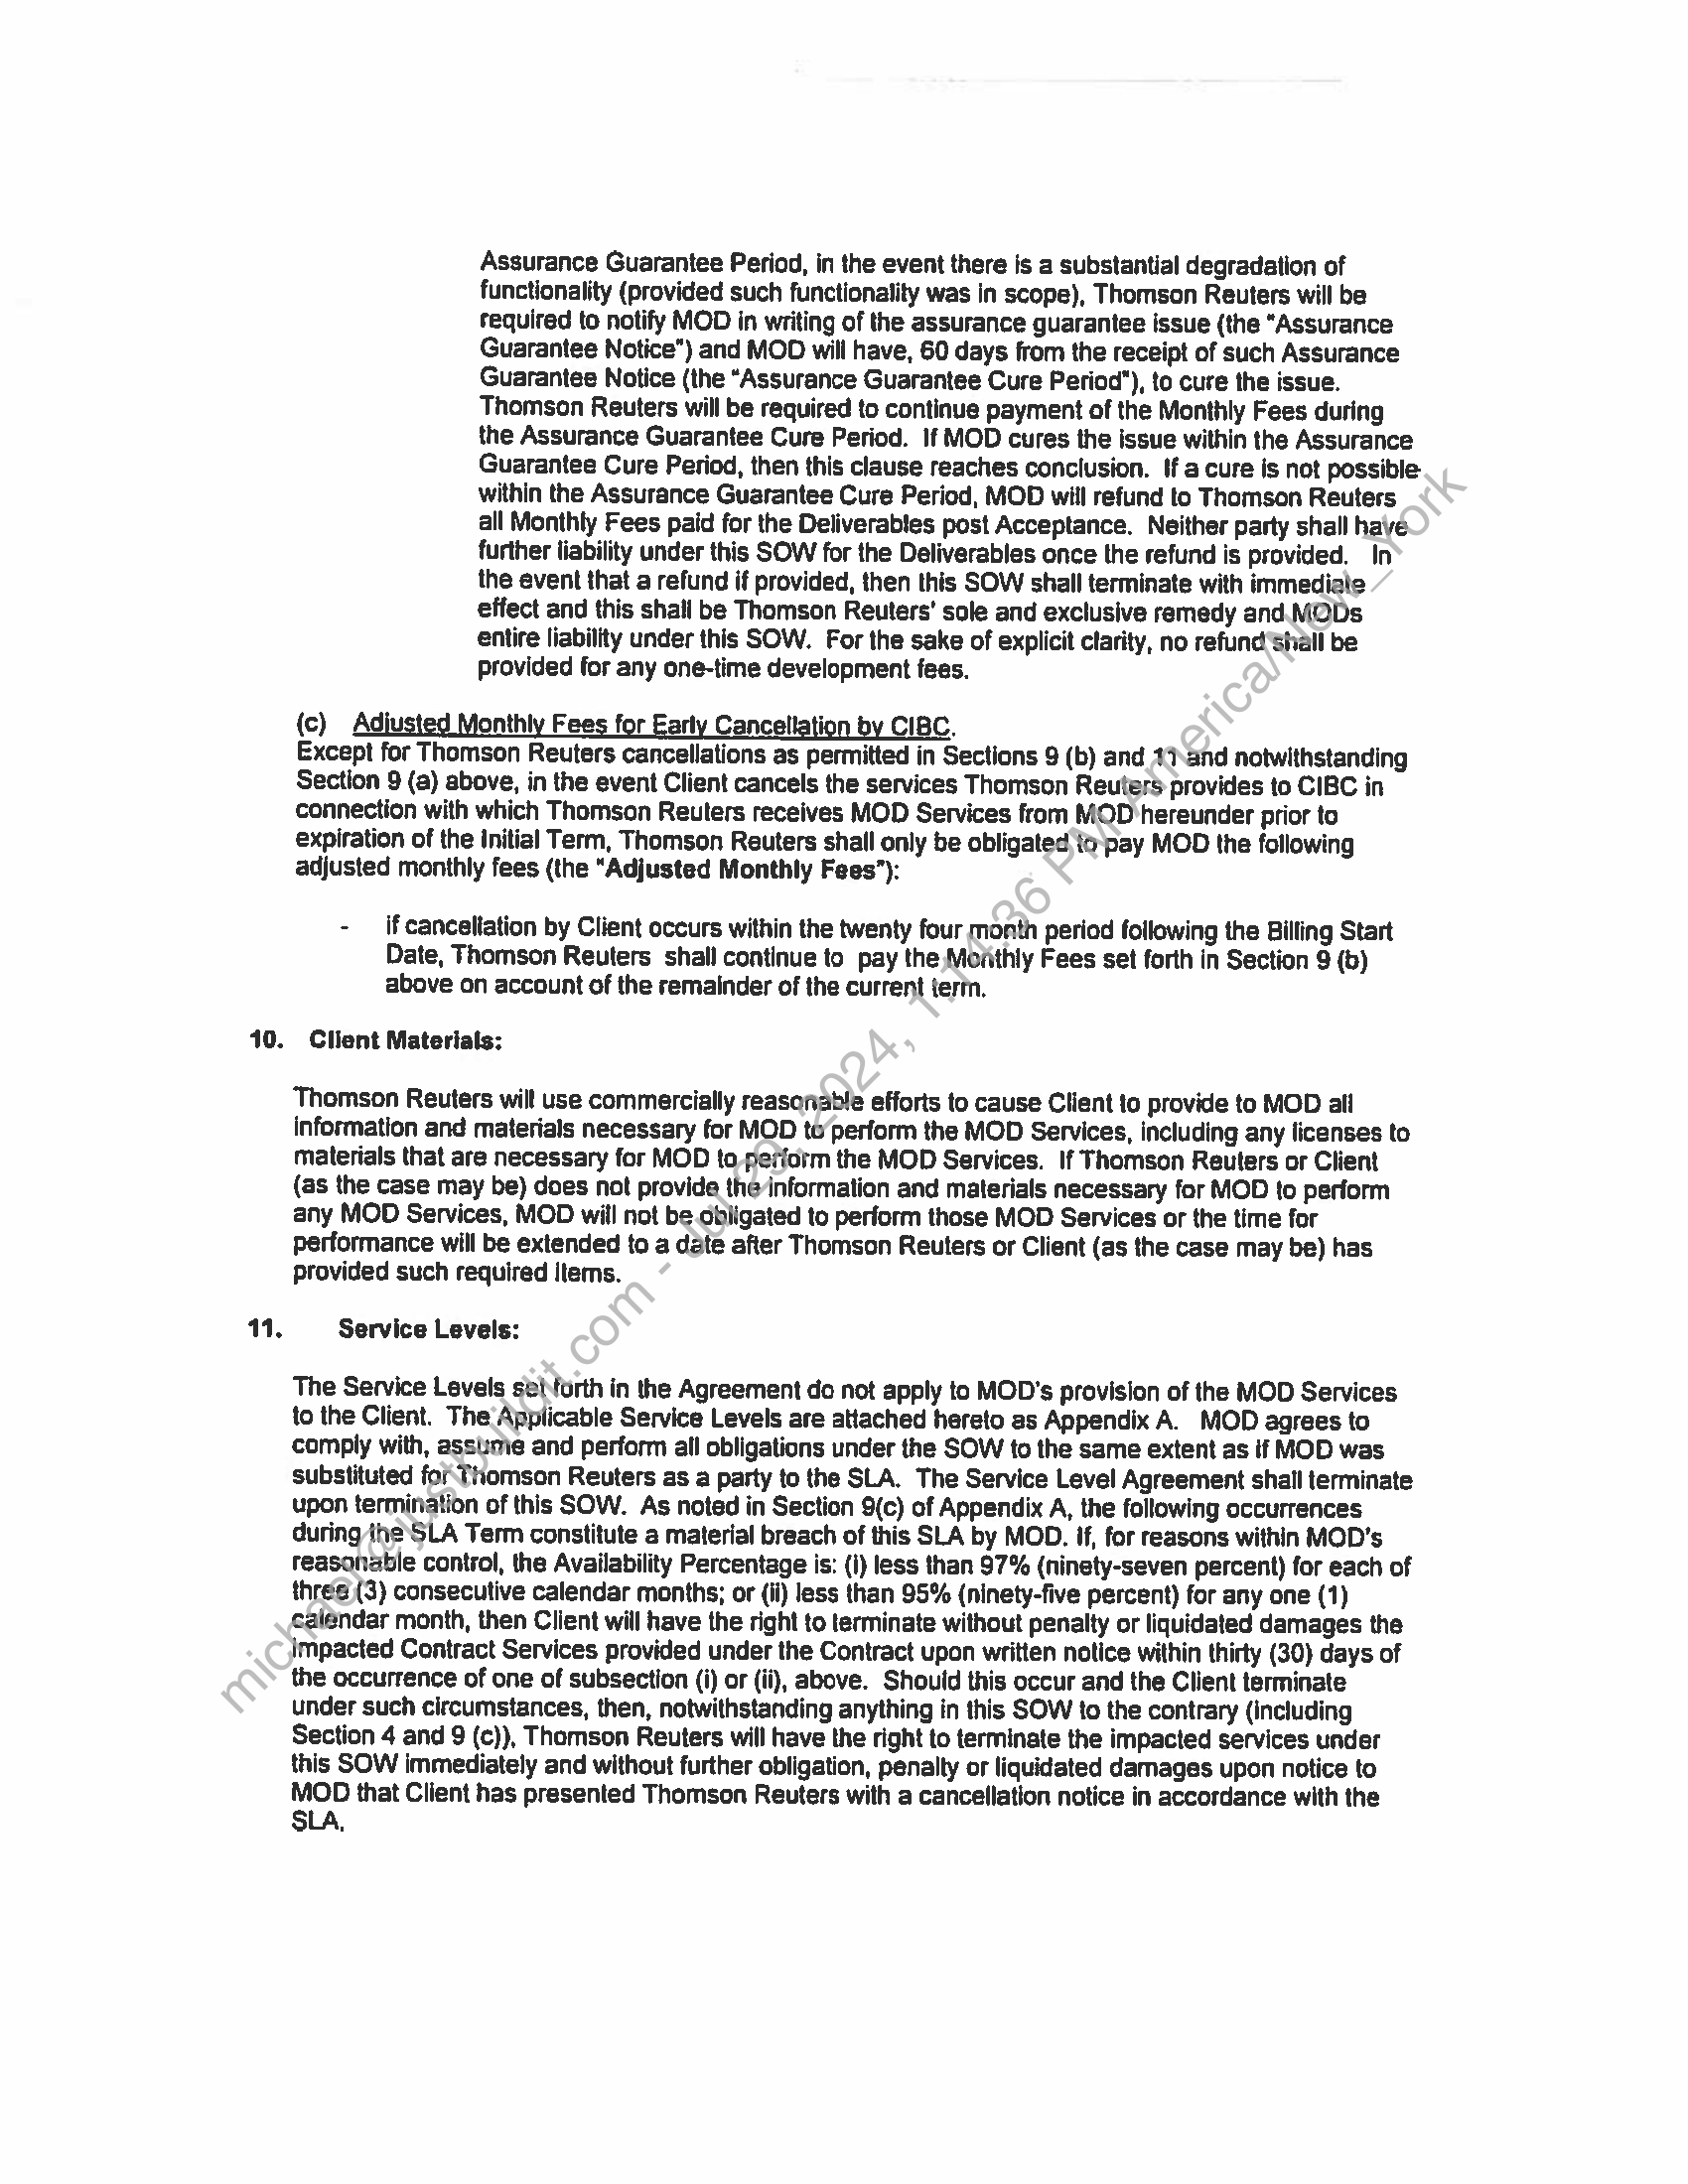 Assurance Guarantee Period, in the event there is a substantial degradation of
functionality (provided such functionality was in scope), Thomson Reuters will be
required to notify MOD in writing of the assurance guarantee issue (the "Assurance
Guarantee Notice") and MOD will have, 60 days from the receipt of such Assurance
Guarantee Notice (the "Assurance Guarantee Cure Period"), to cure the issue.
Thomson Reuters will be required to continue payment of the Monthly Fees during
the Assurance Guarantee Cure Period. If MOD cures the issue within the Assurance
Guarantee Cure Period, then this clause reaches conclusion. If a cure is not possible
within the Assurance Guarantee Cure Period, MOD will refund to Thomson Reuters
all Monthly Fees paid for the Deliverables post Acceptance. Neither party shall have
further liability under this SOW for the Deliverables once the refund is provided. In
the event that a refund if provided, then this SOW shall terminate with immediate
effect and this shall be Thomson Reuters' sole and exclusive remedy and MODs
entire liability under this SOW. For the sake of explicit clarity, no refund shall be
provided for any one-time development fees.
(c) Adjusted Monthly Fees for Early Cancellation by CIBC.
Except for Thomson Reuters cancellations as permitted in Sections 9 (b) and 11 and notwithstanding
Section 9 (a) above, in the event Client cancels the services Thomson Reuters provides to CIBC in
connection with which Thomson Reuters receives MOD Services from MOD hereunder prior to
expiration of the Initial Term, Thomson Reuters shall only be obligated to pay MOD the following
adjusted monthly fees (the "Adjusted Monthly Fees"):
- if cancellation by Client occurs within the twenty four month period following the Billing Start
Date, Thomson Reuters shall continue to pay the Monthly Fees set forth in Section 9 (b)
above on account of the remainder of the current term.
10. Client Materials:
Thomson Reuters will use commercially reasonable efforts to cause Client to provide to MOD all
information and materials necessary for MOD to perform the MOD Services, including any licenses to
materials that are necessary for MOD to perform the MOD Services. If Thomson Reuters or Client
(as the case may be) does not provide the information and materials necessary for MOD to perform
any MOD Services, MOD will not be obligated to perform those MOD Services or the time for
performance will be extended to a date after Thomson Reuters or Client (as the case may be) has
provided such required items.
11. Service Levels:
The Service Levels set forth in the Agreement do not apply to MOD's provision of the MOD Services
to the Client. The Applicable Service Levels are attached hereto as Appendix A. MOD agrees to
comply with, assume and perform all obligations under the SOW to the same extent as if MOD was
substituted for Thomson Reuters as a party to the SLA. The Service Level Agreement shall terminate
upon termination of this SOW. As noted in Section 9(c) of Appendix A, the following occurrences
during the SLA Term constitute a material breach of this SLA by MOD. If, for reasons within MOD's
reasonable control, the Availability Percentage is: (i) less than 97% (ninety-seven percent) for each of
three (3) consecutive calendar months; or (ii) less than 95% (ninety-five percent) for any one (1)
calendar month, then Client will have the right to terminate without penalty or liquidated damages the
impacted Contract Services provided under the Contract upon written notice within thirty (30) days of
the occurrence of one of subsection (i) or (ii), above. Should this occur and the Client terminate
under such circumstances, then, notwithstanding anything in this SOW to the contrary (including
Section 4 and 9 (c)), Thomson Reuters will have the right to terminate the impacted services under
this SOW immediately and without further obligation, penalty or liquidated damages upon notice to
MOD that Client has presented Thomson Reuters with a cancellation notice in accordance with the
SLA.
michael@justbuildit.com - Jul 29, 2024, 1:14:36 PM America/New_York